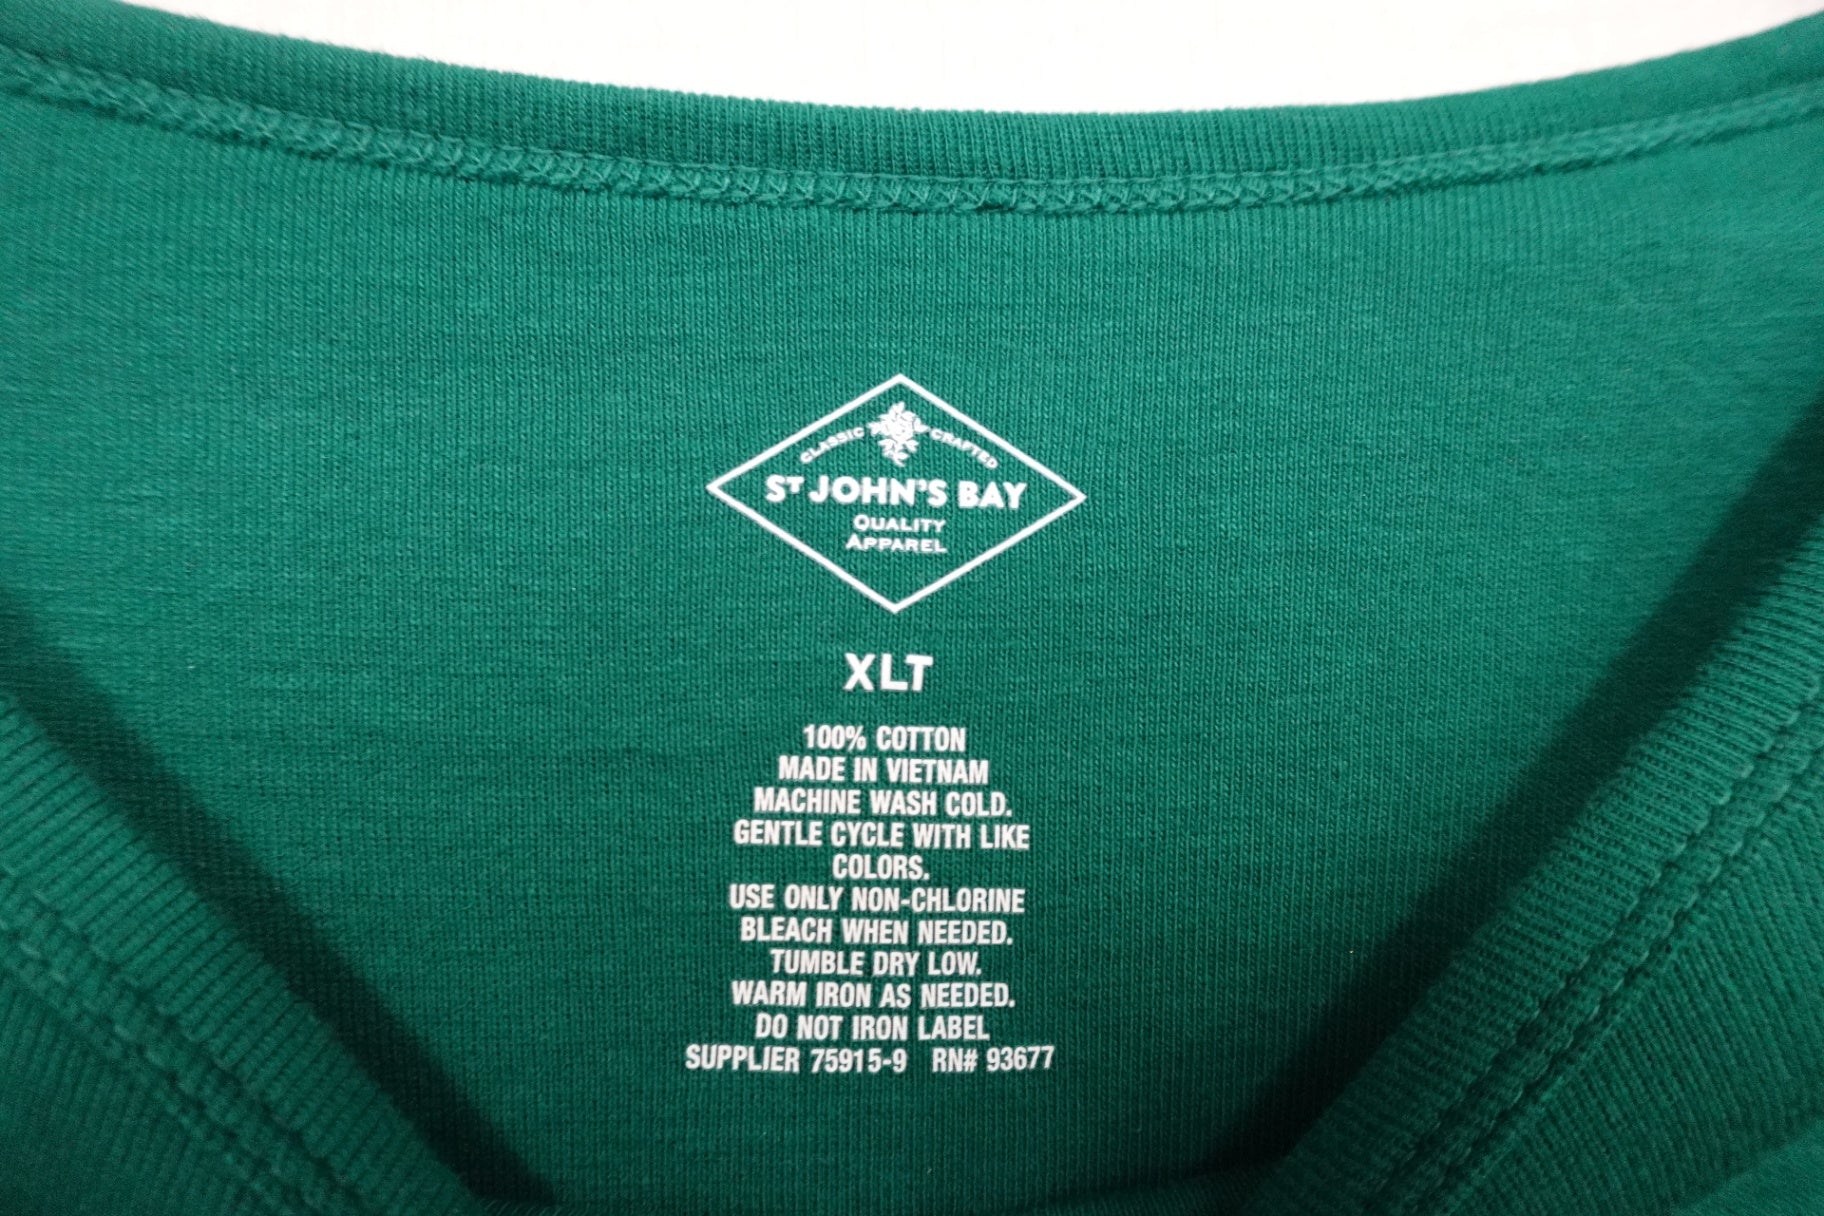 CLASSIC CRAFTED
ST JOHN'S BAY
QUALITY
APPAREL
XLT
100% COTTON
MADE IN VIETNAM
MACHINE WASH COLD.
GENTLE CYCLE WITH LIKE
COLORS.
USE ONLY NON-CHLORINE
BLEACH WHEN NEEDED.
TUMBLE DRY LOW.
WARM IRON AS NEEDED.
DO NOT IRON LABEL
SUPPLIER 75915-9 RN# 93677